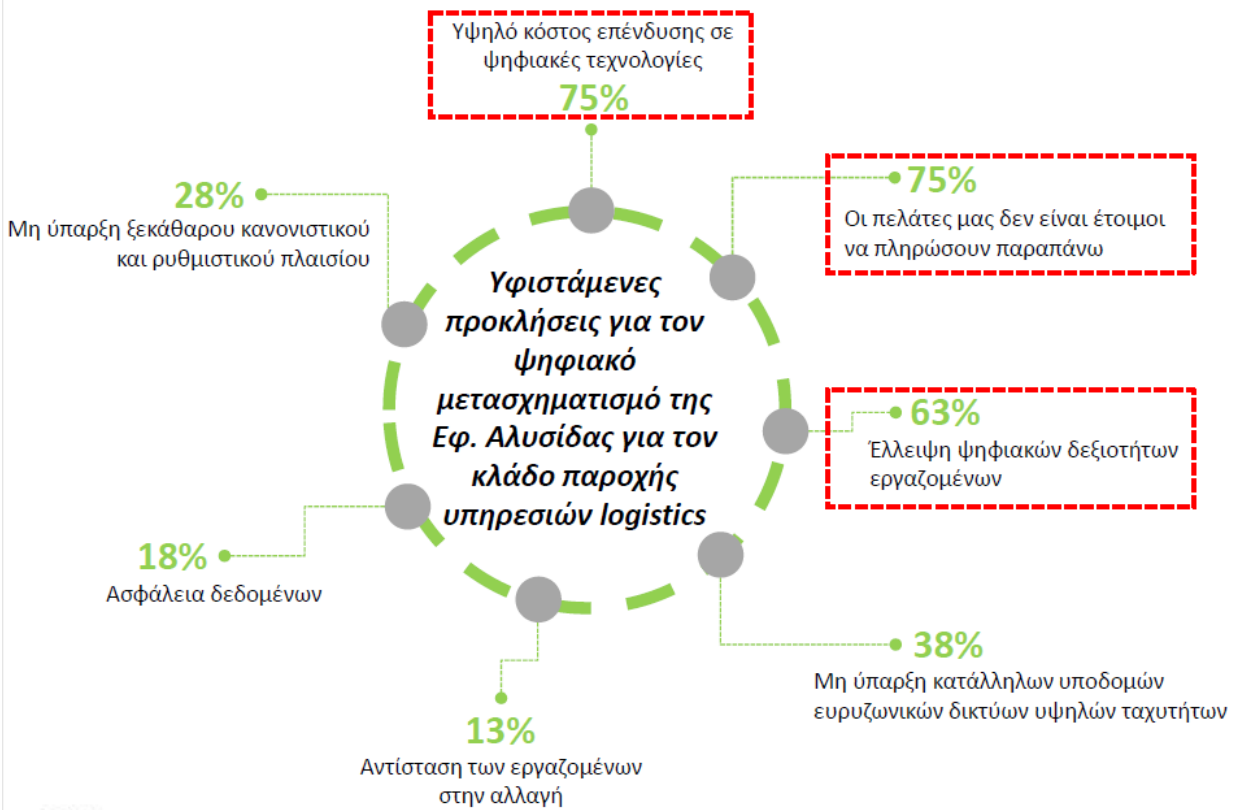 Υψηλό κόστος επένδυσης σε
ψηφιακές τεχνολογίες
75%
75%
Οι πελάτες μας δεν είναι έτοιμοι
να πληρώσουν παραπάνω
63%
Έλλειψη ψηφιακών δεξιοτήτων
εργαζομένων
38%
Μη ύπαρξη κατάλληλων υποδομών
ευρυζωνικών δικτύων υψηλών ταχυτήτων
13%
Αντίσταση των εργαζομένων
στην αλλαγή
18%
Ασφάλεια δεδομένων
28%
Μη ύπαρξη ξεκάθαρου κανονιστικού
και ρυθμιστικού πλαισίου
Υφιστάμενες
προκλήσεις για τον
ψηφιακό
μετασχηματισμό της
Εφ. Αλυσίδας για τον
κλάδο παροχής
υπηρεσιών logistics